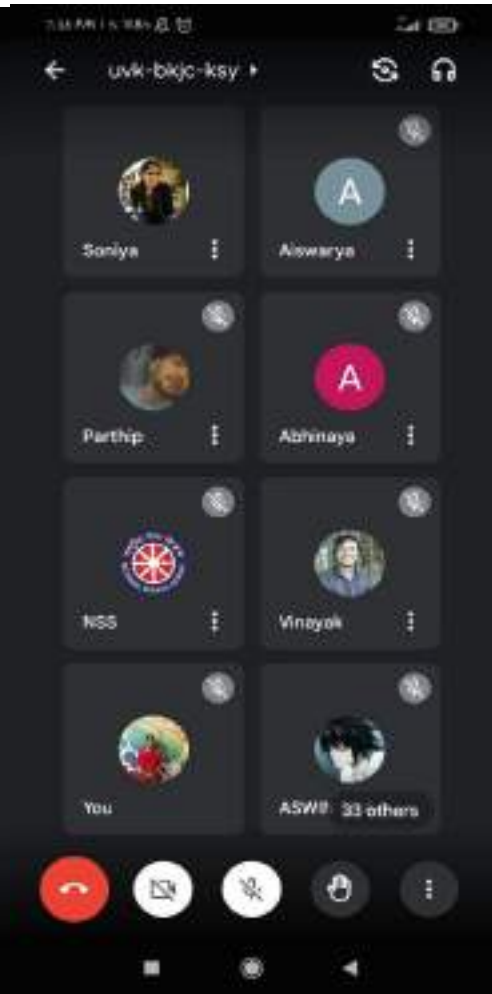 uvk-bkjc-ksy
Soniya
A
Aiswarya
Parthip
A
Abhinaya
NSS
Vinayak
You
33 others